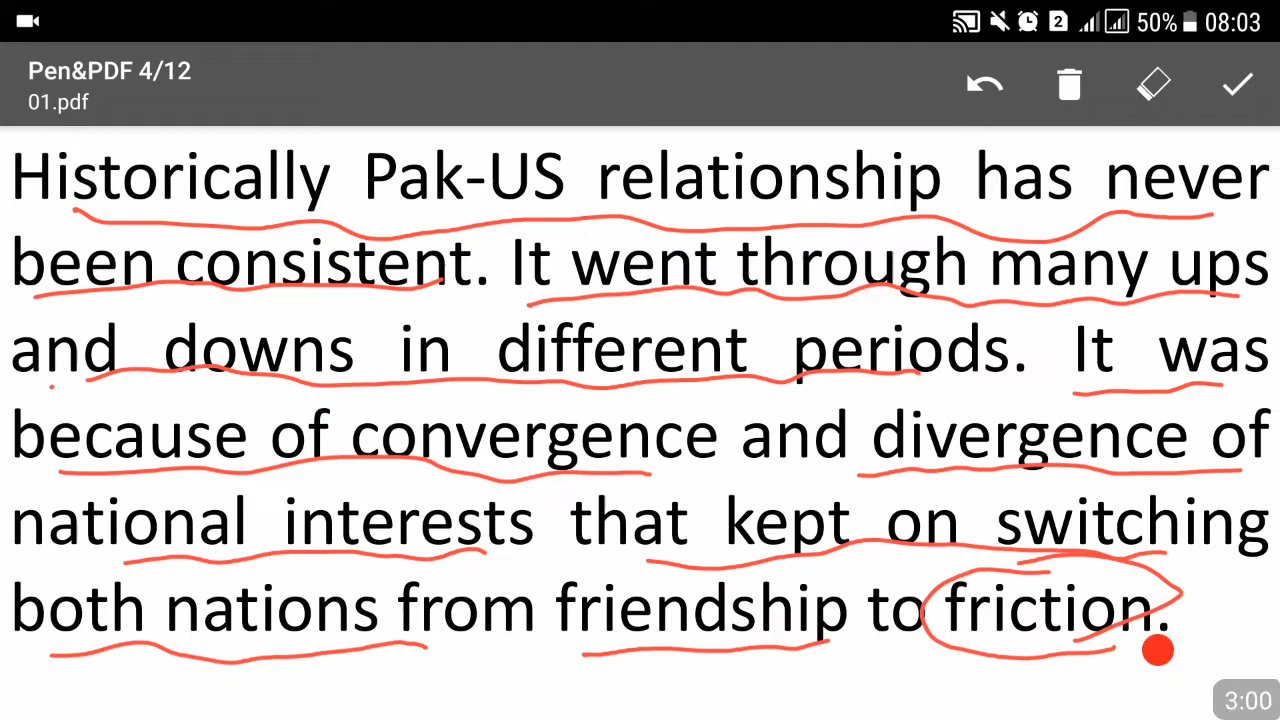 2 50% 08:03
Pen&PDF 4/12
01.pdf
Historically Pak-US relationship has never
been consistent. It went through many ups
and downs in different periods. It was
because of convergence and divergence of
national interests that kept on switching
both nations from friendship to friction.
3:00